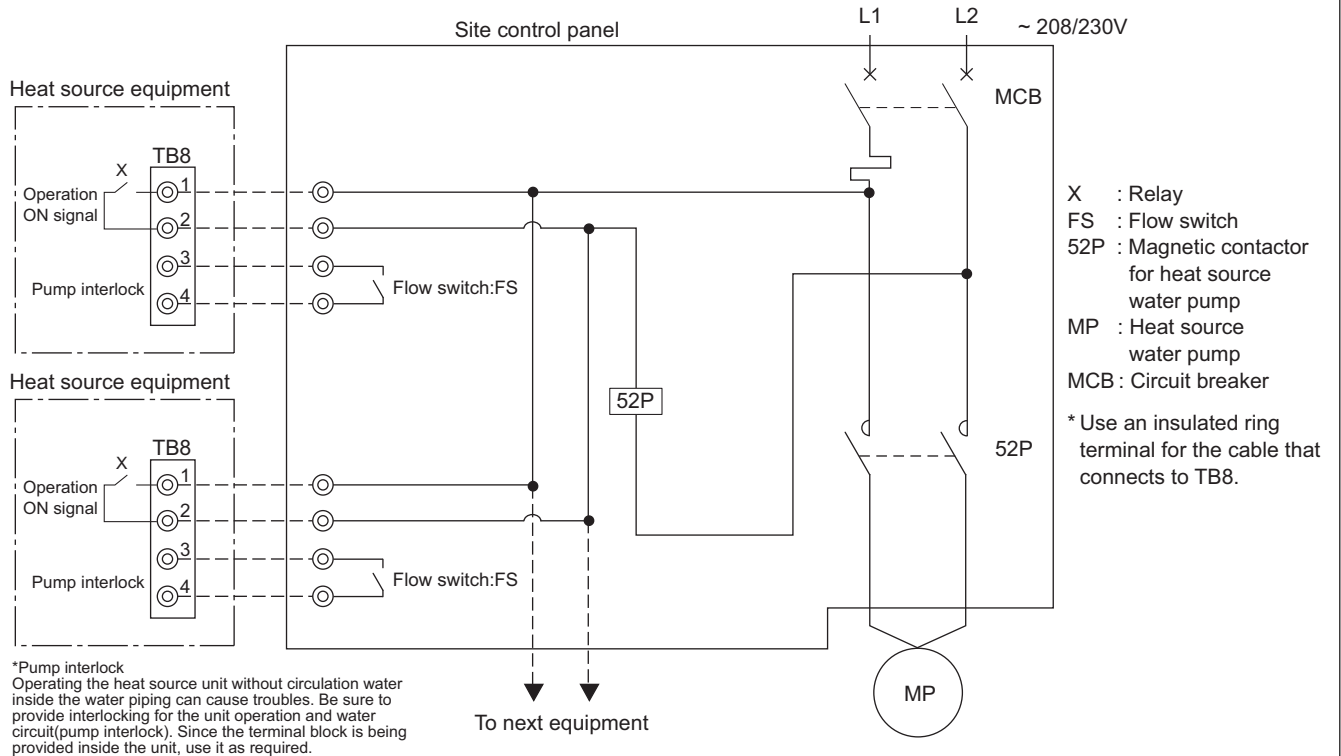 Site control panel
L1
L2
~ 208/230V
MCB
Heat source equipment
TB8
X
Operation
ON signal
1
2
3
4
Pump interlock
Flow switch:FS
52P
Heat source equipment
TB8
X
Operation
ON signal
1
2
3
4
Pump interlock
Flow switch:FS
52P
MP
To next equipment
X : Relay
FS : Flow switch
52P : Magnetic contactor
for heat source
water pump
MP : Heat source
water pump
MCB : Circuit breaker
* Use an insulated ring
terminal for the cable that
connects to TB8.
*Pump interlock
Operating the heat source unit without circulation water
inside the water piping can cause troubles. Be sure to
provide interlocking for the unit operation and water
circuit(pump interlock). Since the terminal block is being
provided inside the unit, use it as required.